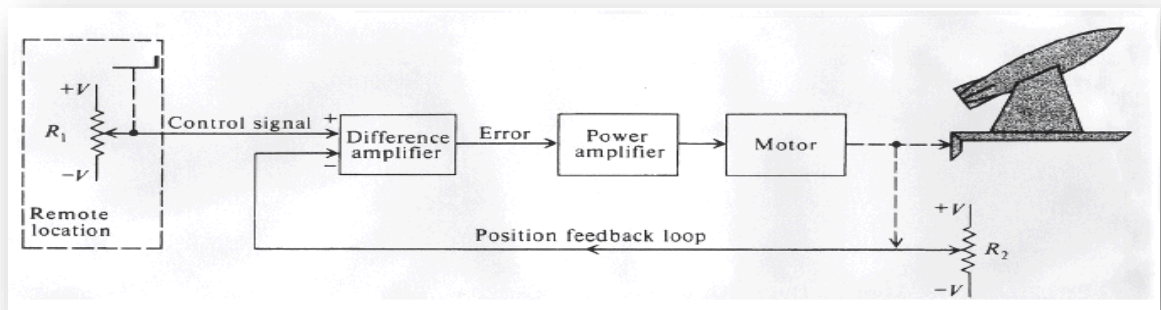 +V
R1
−V
Remote
location
Control signal
+
−
Difference
amplifier
Error
Power
amplifier
Motor
Position feedback loop
+V
R2
−V